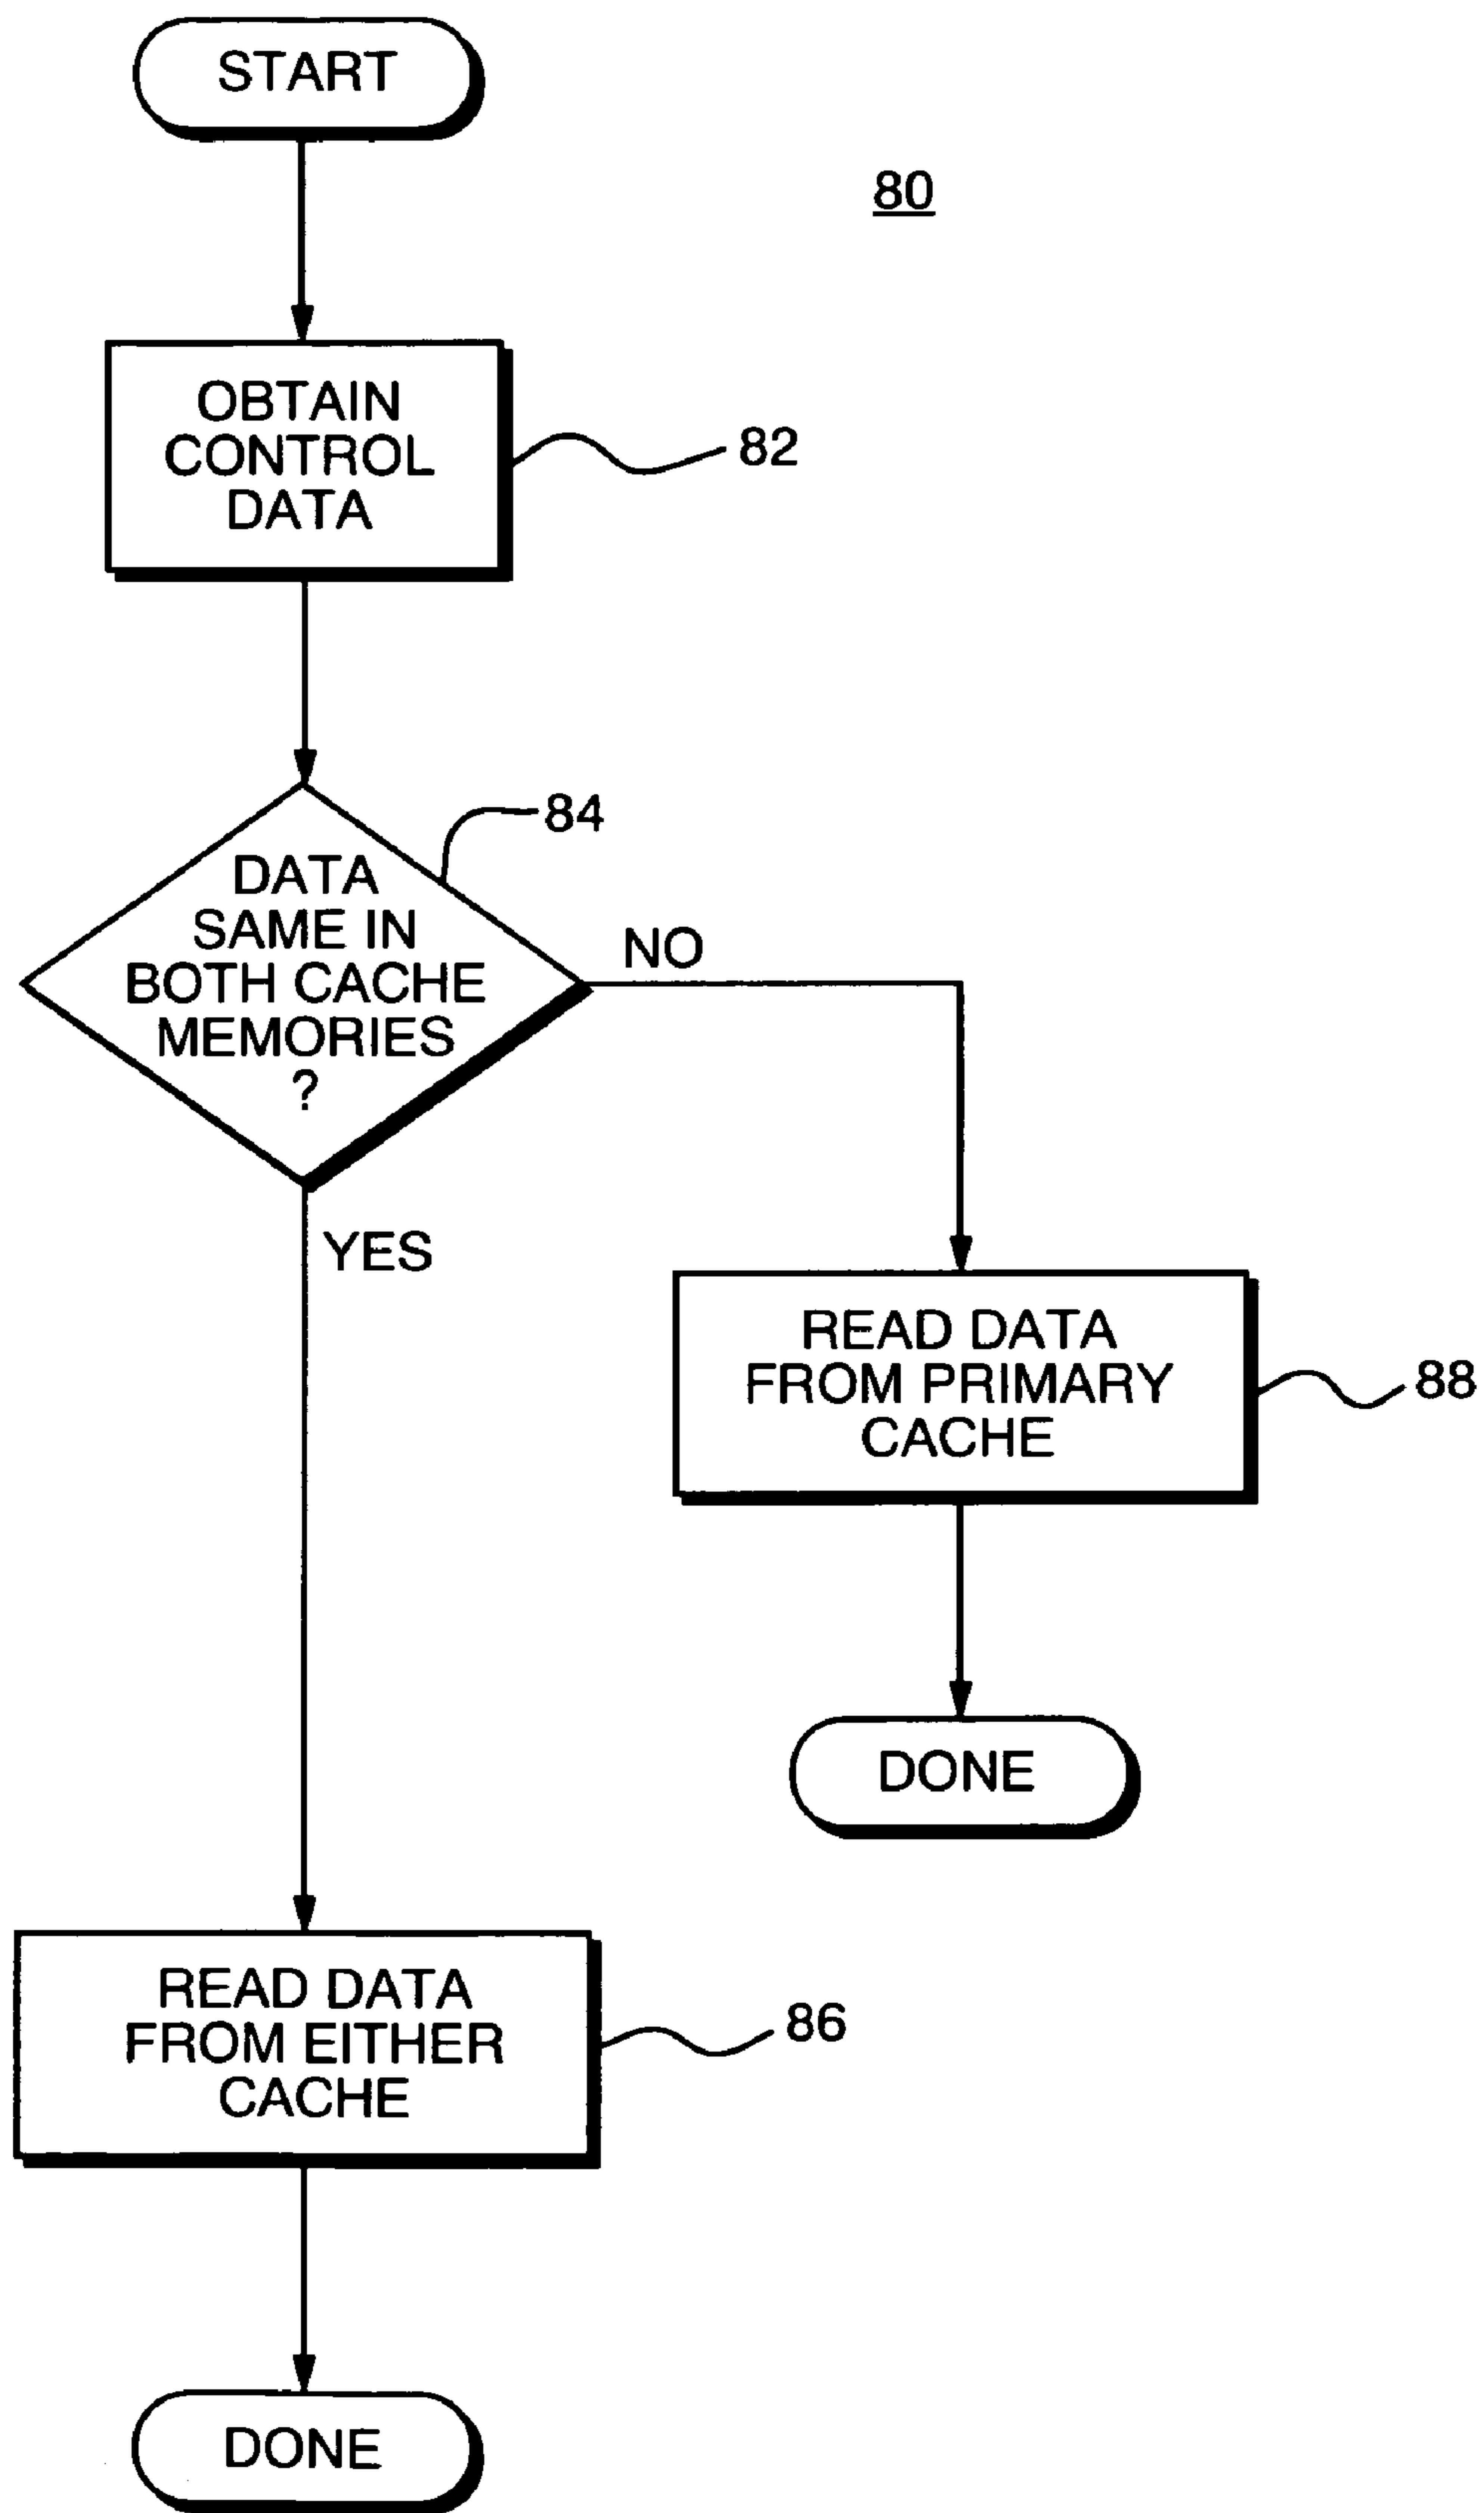 START
80
OBTAIN
CONTROL
DATA
82
84
DATA
SAME IN
BOTH CACHE
MEMORIES
?
NO
YES
READ DATA
FROM PRIMARY
CACHE
88
DONE
READ DATA
FROM EITHER
CACHE
86
DONE